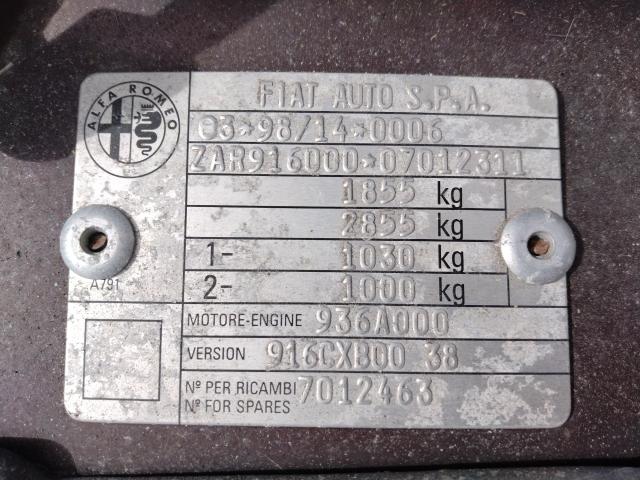 ALFA ROMEO
FIAT AUTO S.P.A.
e3*98/14*0006
ZAR916000*07012311
1855 kg
2855 kg
1- 1030 kg
2- 1000 kg
A791
MOTORE-ENGINE 936A000
VERSION 916CXB00 38
Nº PER RICAMBI 7012463
Nº FOR SPARES